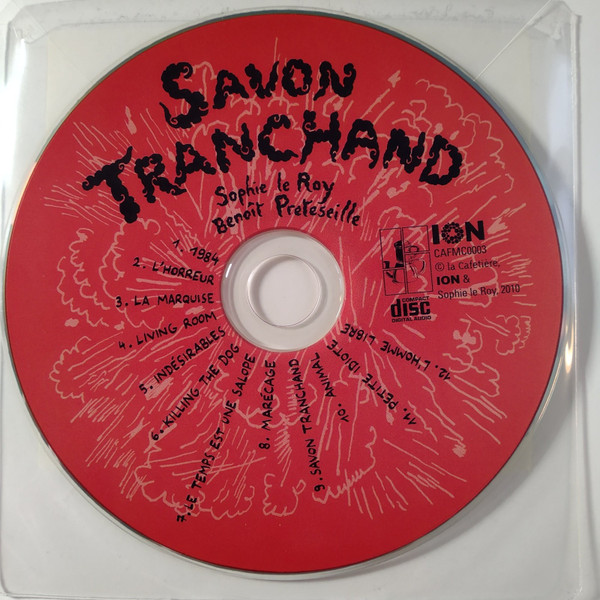 SAVON
TRANCHAND
Sophie le Roy
Benoît Preteseille
1. 1984
2. L'HORREUR
3. LA MARQUISE
4. LIVING ROOM
5. INDÉSIRABLES
6. KILLING THE DOG
7. LE TEMPS EST UNE SALOPE
8. MARÉCAGE
9. SAVON TRANCHAND
10. ANIMAL
11. PETITE IDIOTE
12. L'HOMME LIBRE
ION
CAFMC0003
© la Cafetière,
ION &
Sophie le Roy, 2010
COMPACT
disc
DIGITAL AUDIO